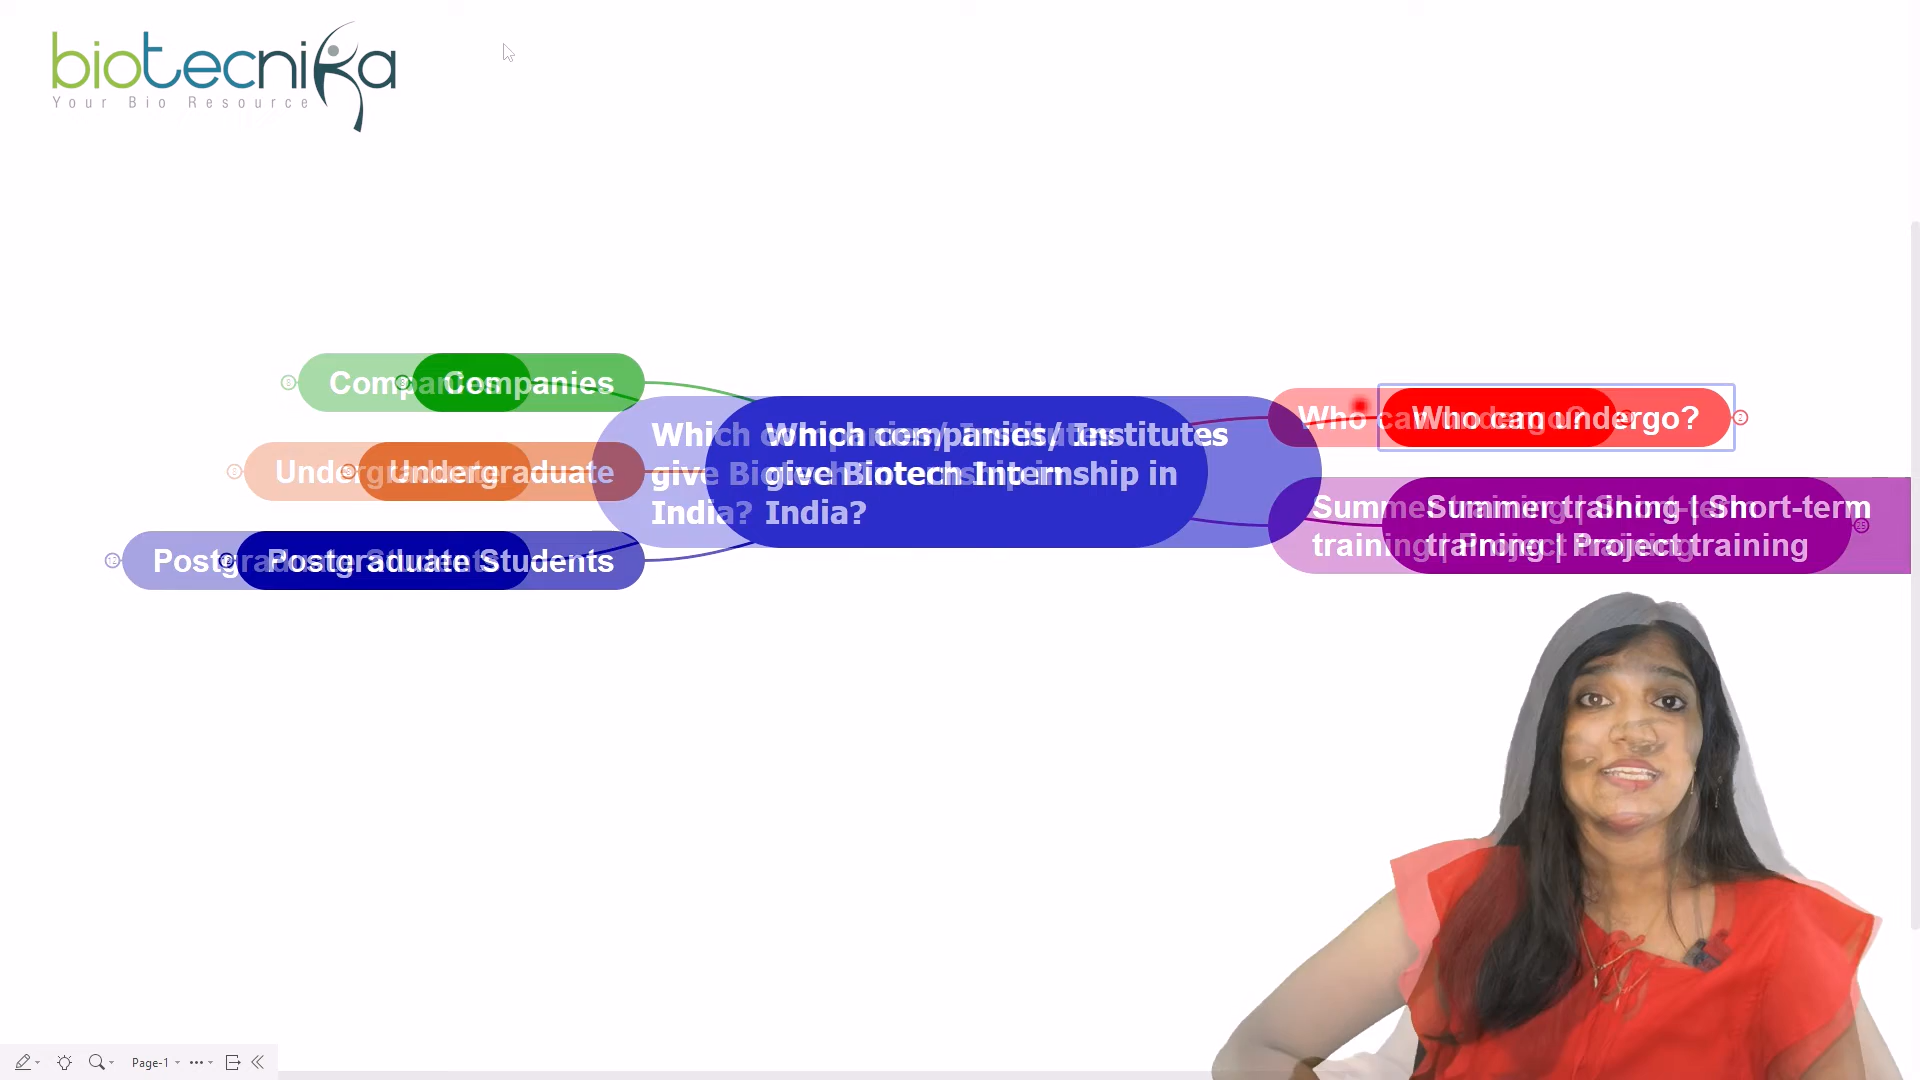 biotecnika
Your Bio Resource
Companies
Undergraduate
Postgraduate Students
Which companies/ Institutes
give Biotech Internship in
India?
Who can undergo?
Summer training | Short-term
training | Project training
Page-1